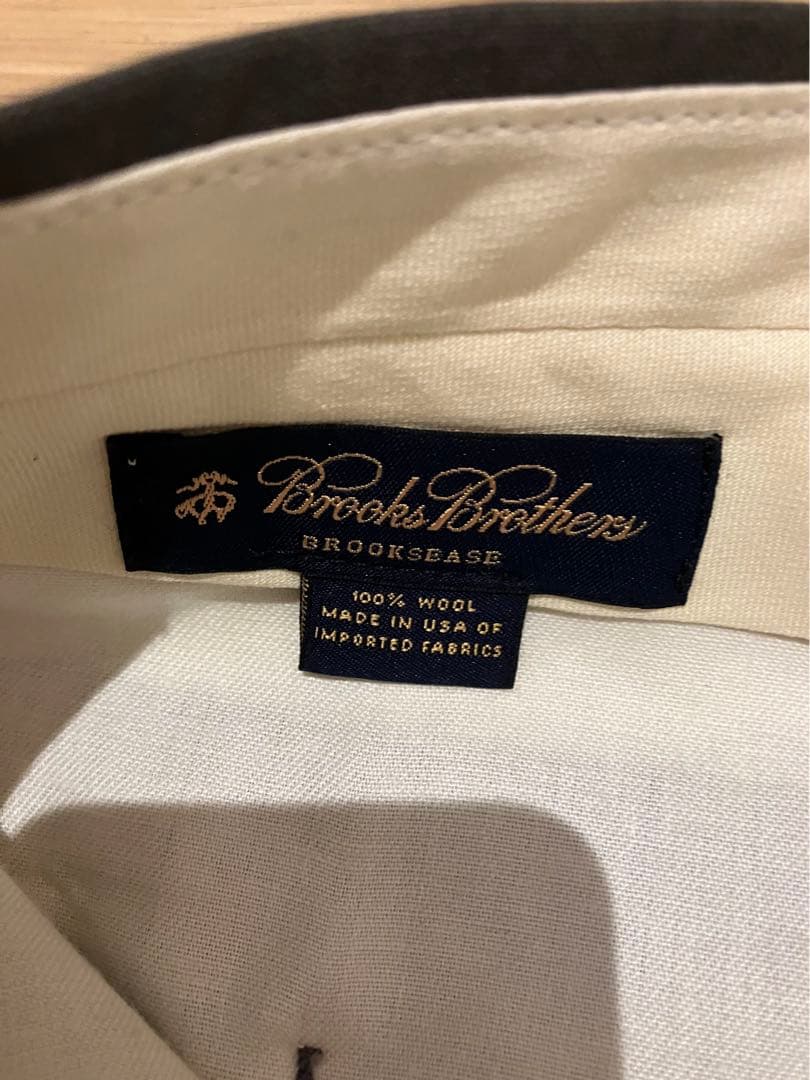 Brooks Brothers
BROOKSEASE
100% WOOL
MADE IN USA OF
IMPORTED FABRICS